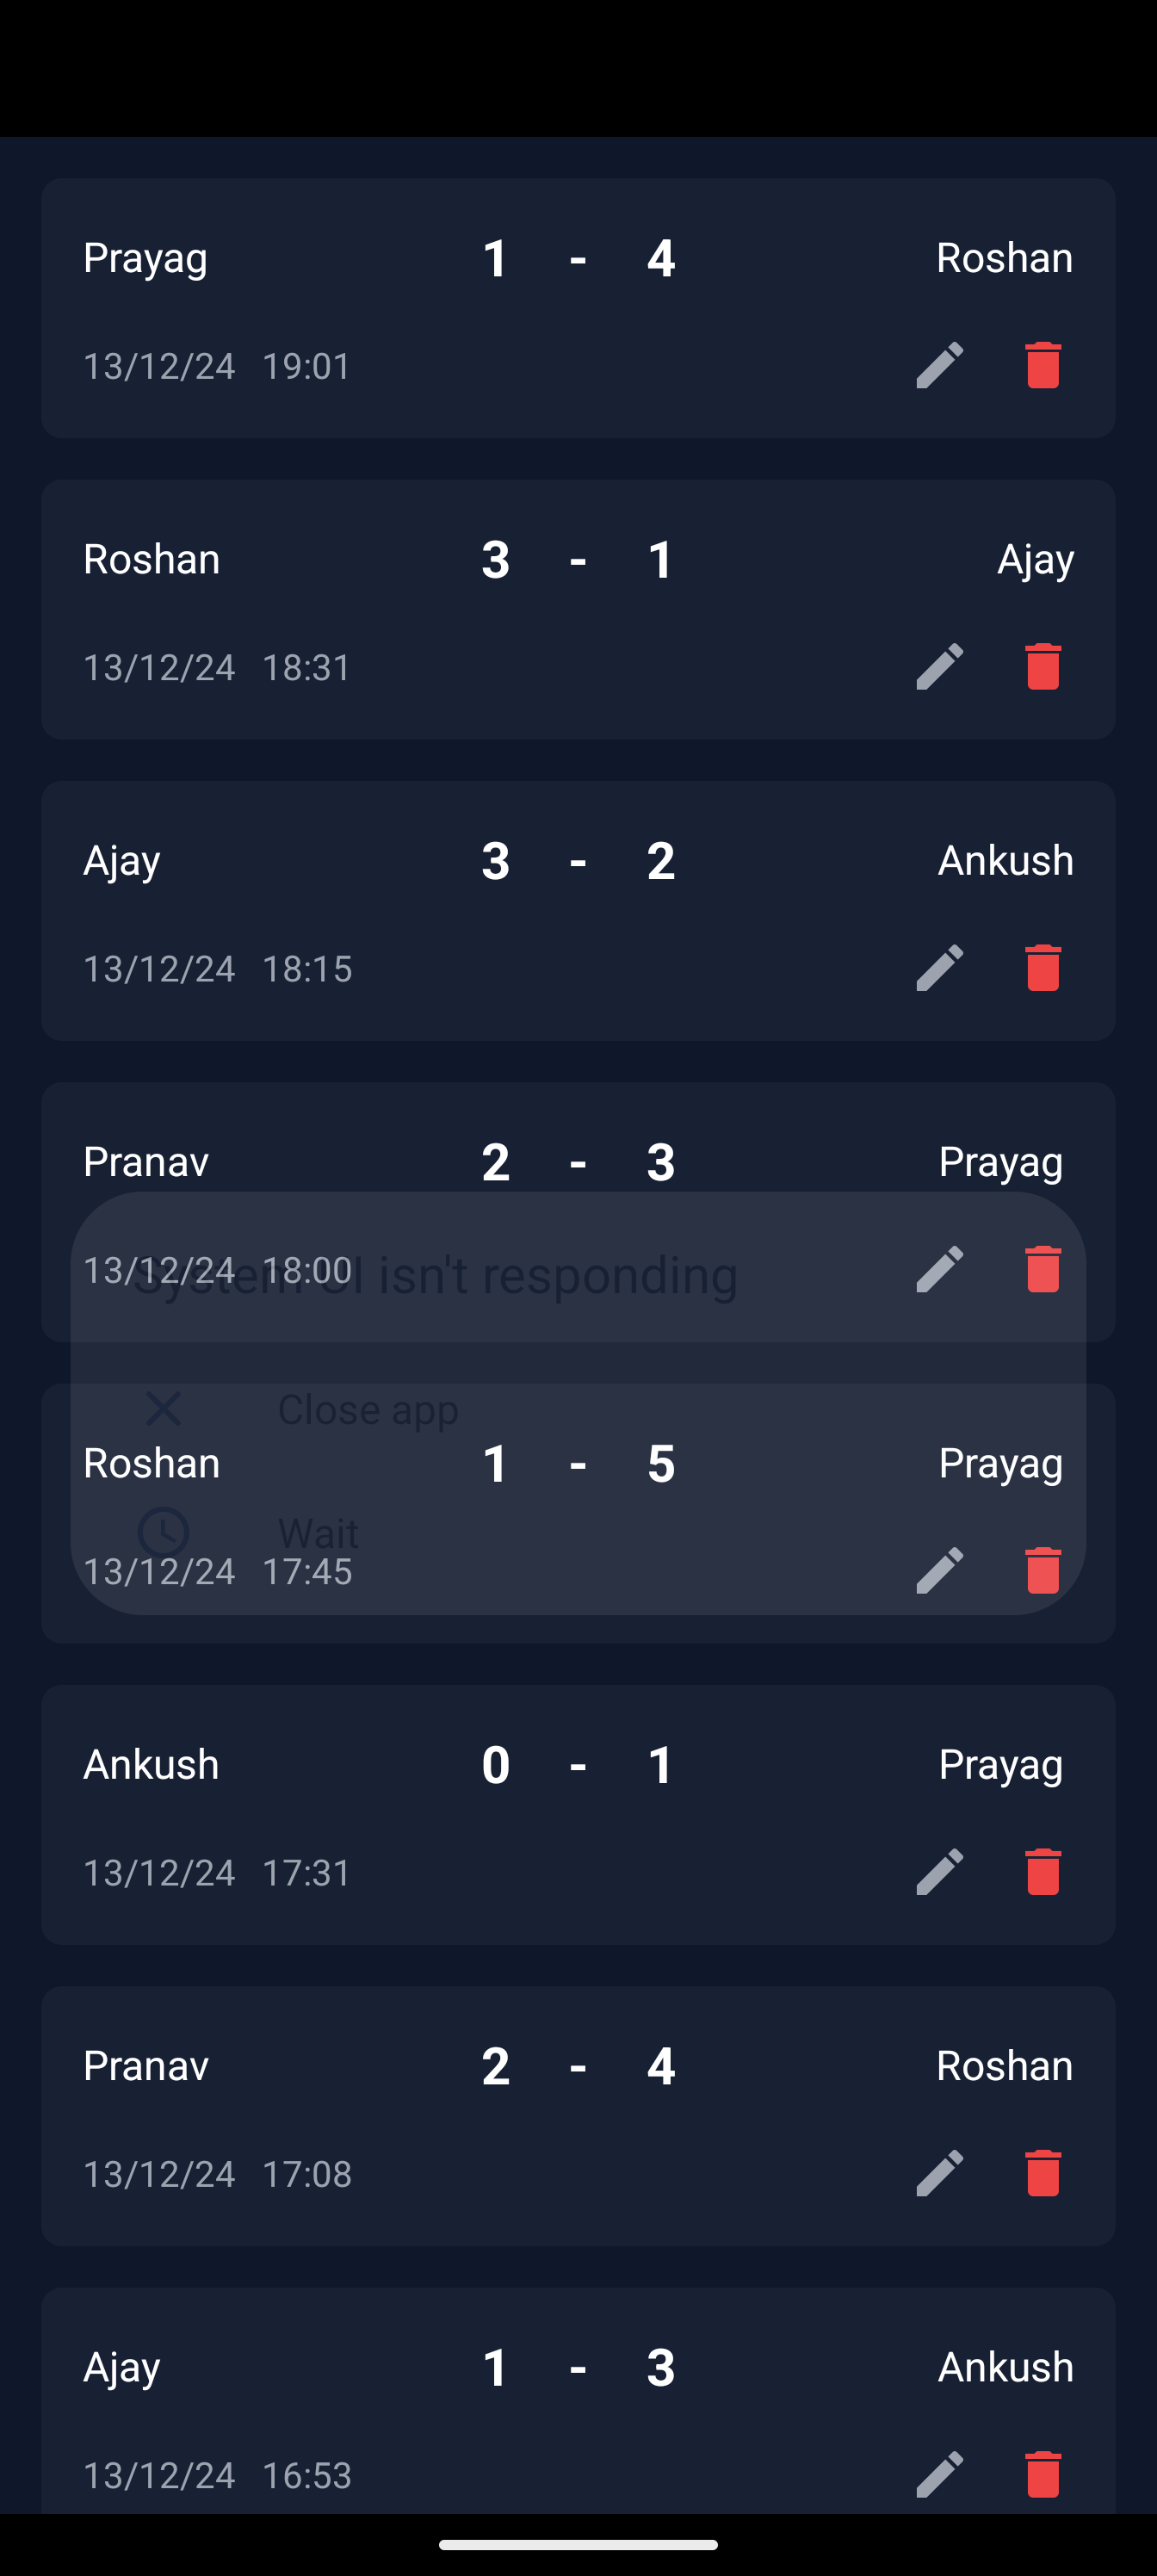 Prayag 1 - 4 Roshan
13/12/24 19:01
Roshan 3 - 1 Ajay
13/12/24 18:31
Ajay 3 - 2 Ankush
13/12/24 18:15
Pranav 2 - 3 Prayag
13/12/24 18:00
System UI isn't responding
Close app
Roshan 1 - 5 Prayag
Wait
13/12/24 17:45
Ankush 0 - 1 Prayag
13/12/24 17:31
Pranav 2 - 4 Roshan
13/12/24 17:08
Ajay 1 - 3 Ankush
13/12/24 16:53